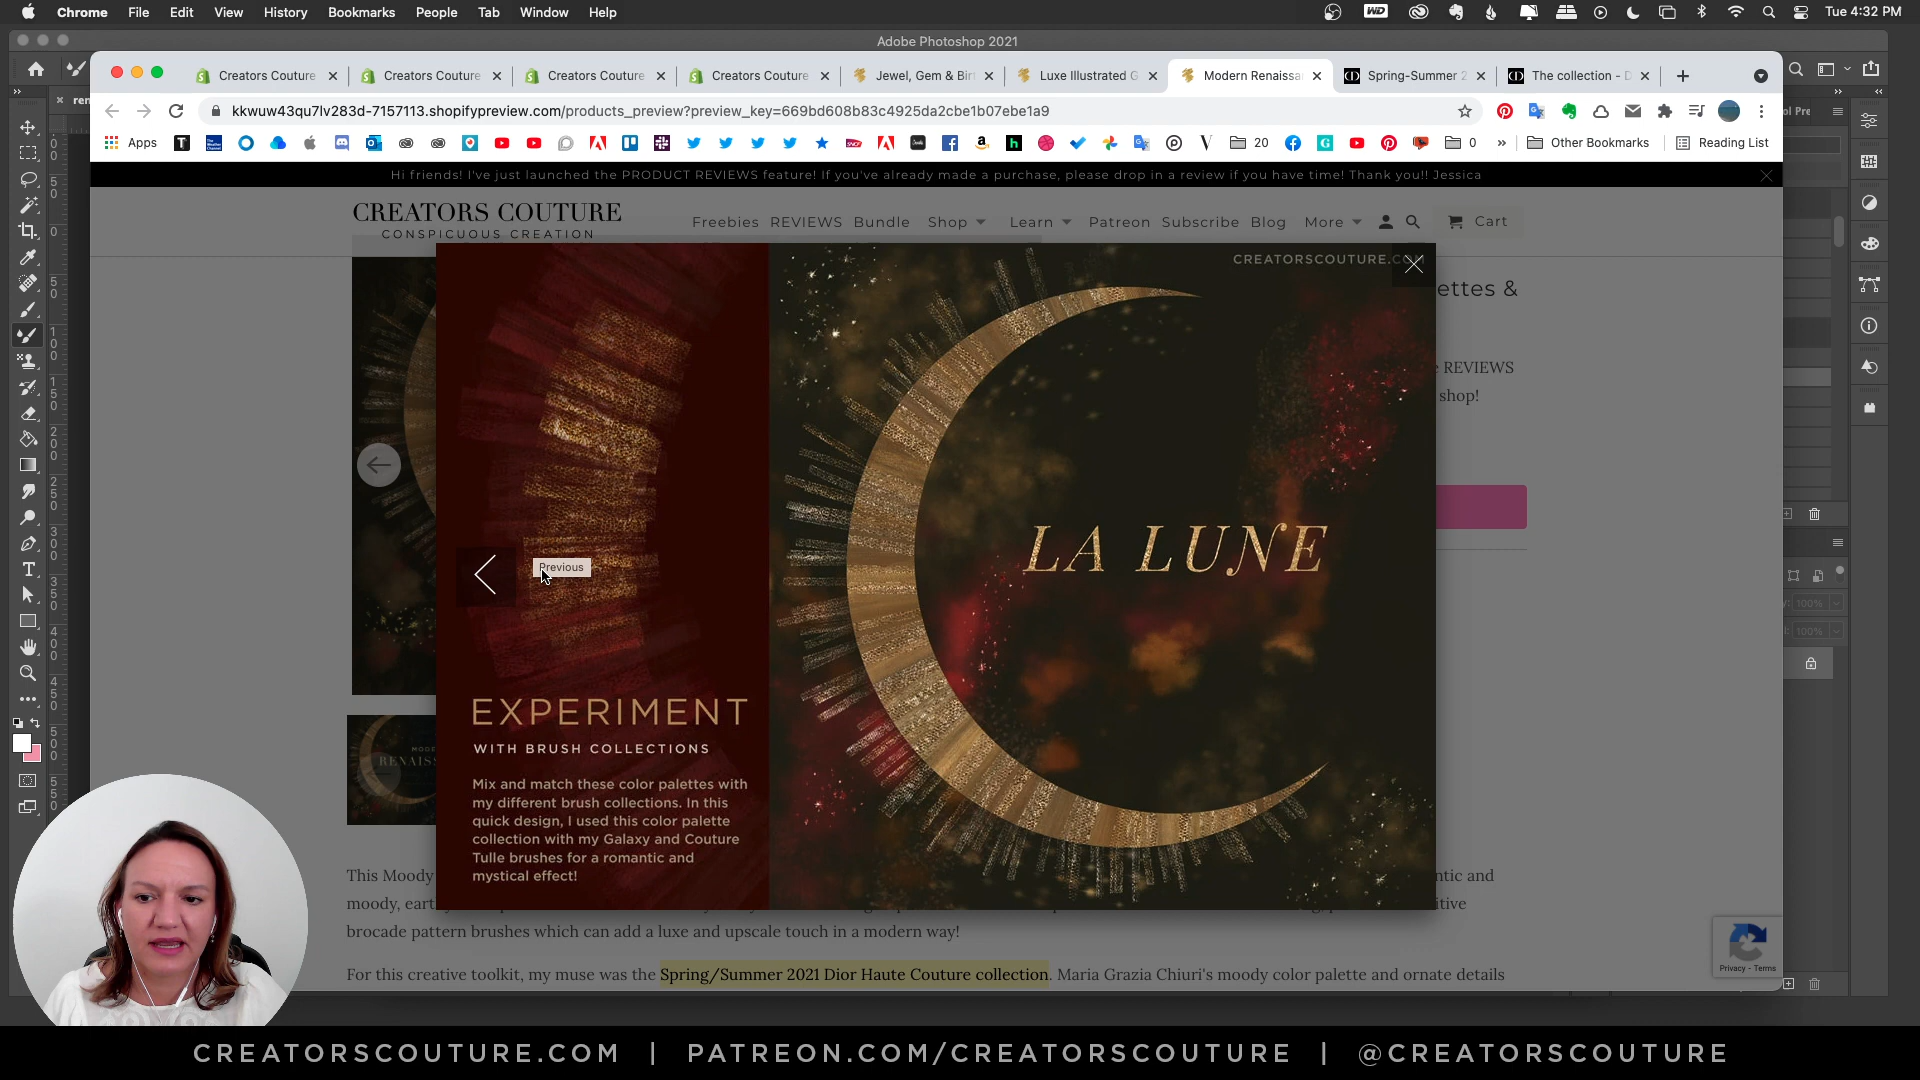 Chrome File Edit View History Bookmarks People Tab Window Help Tue 4:32 PM
Adobe Photoshop 2021
Creators Couture Creators Couture Creators Couture Creators Couture Jewel, Gem & Bir Luxe Illustrated G Modern Renaissa Spring-Summer 2 The collection - D
kkwuw43qu7lv283d-7157113.shopifypreview.com/products_preview?preview_key=669bd608b83c4925da2cbe1b07ebe1a9
Apps 20 0 » Other Bookmarks Reading List
Hi friends! I've just launched the PRODUCT REVIEWS feature! If you've already made a purchase, please drop in a review if you have time! Thank you!! Jessica
CREATORS COUTURE
CONSPICUOUS CREATION
Freebies REVIEWS Bundle Shop Learn Patreon Subscribe Blog More Cart
CREATORSCOUTURE.COM
ettes &
REVIEWS
shop!
LA LUNE
Previous
EXPERIMENT
WITH BRUSH COLLECTIONS
Mix and match these color palettes with
my different brush collections. In this
quick design, I used this color palette
collection with my Galaxy and Couture
Tulle brushes for a romantic and
mystical effect!
This Moody
ntic and
moody, eart
itive
brocade pattern brushes which can add a luxe and upscale touch in a modern way!
For this creative toolkit, my muse was the Spring/Summer 2021 Dior Haute Couture collection. Maria Grazia Chiuri's moody color palette and ornate details
Privacy - Terms
CREATORSCOUTURE.COM | PATREON.COM/CREATORSCOUTURE | @CREATORSCOUTURE